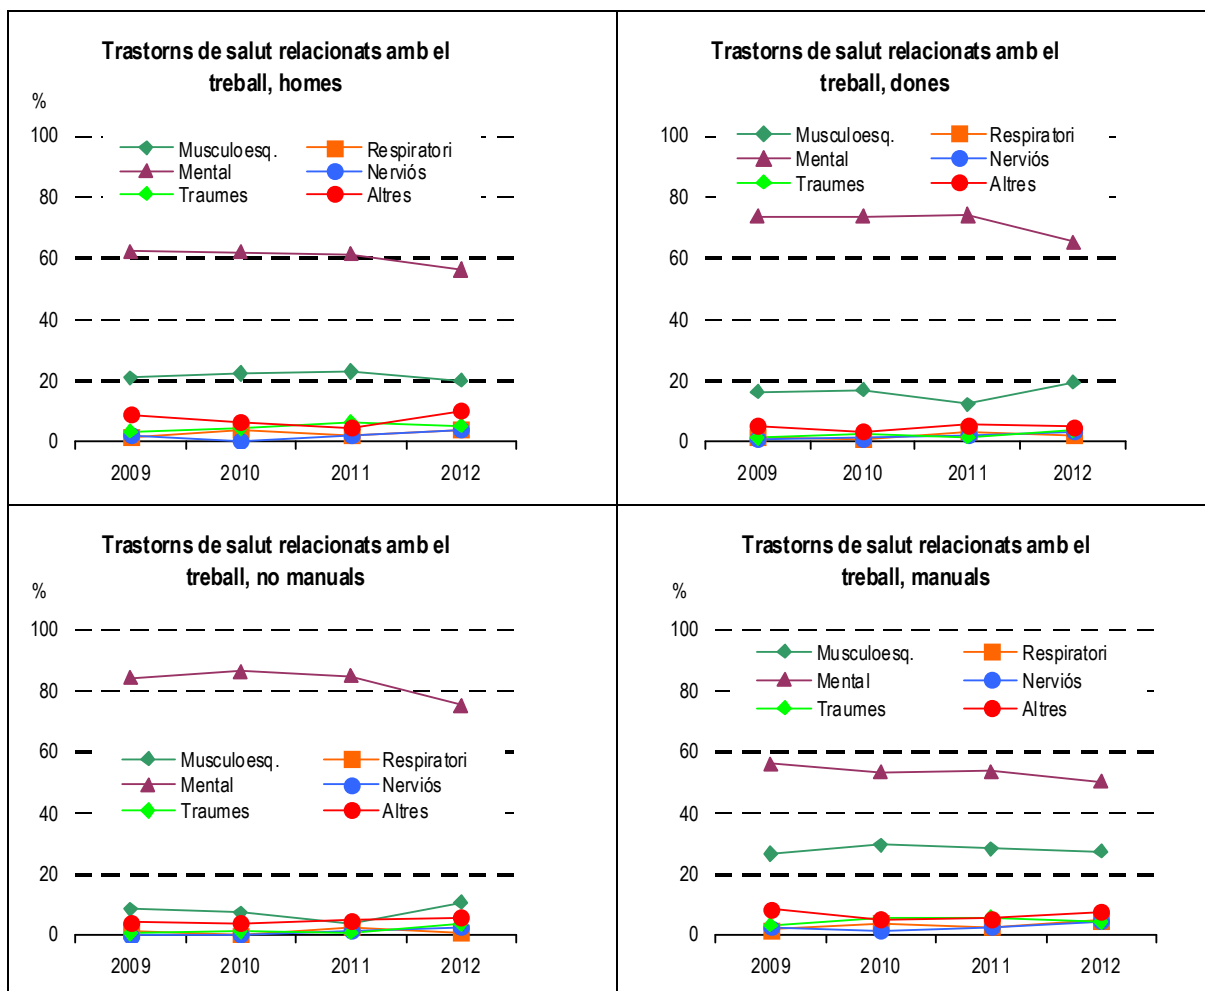 Trastorns de salut relacionats amb el
treball, homes
%
100
Musculoesq. Respiratori
Mental Nerviós
80
Traumes Altres
60
40
20
0
2009 2010 2011 2012
Trastorns de salut relacionats amb el
treball, dones
100
Musculoesq. Respiratori
Mental Nerviós
80
Traumes Altres
60
40
20
0
2009 2010 2011 2012
Trastorns de salut relacionats amb el
treball, no manuals
%
100
80
60
Musculoesq. Respiratori
Mental Nerviós
40
Traumes Altres
20
0
2009 2010 2011 2012
Trastorns de salut relacionats amb el
treball, manuals
%
100
Musculoesq. Respiratori
Mental Nerviós
80
Traumes Altres
60
40
20
0
2009 2010 2011 2012